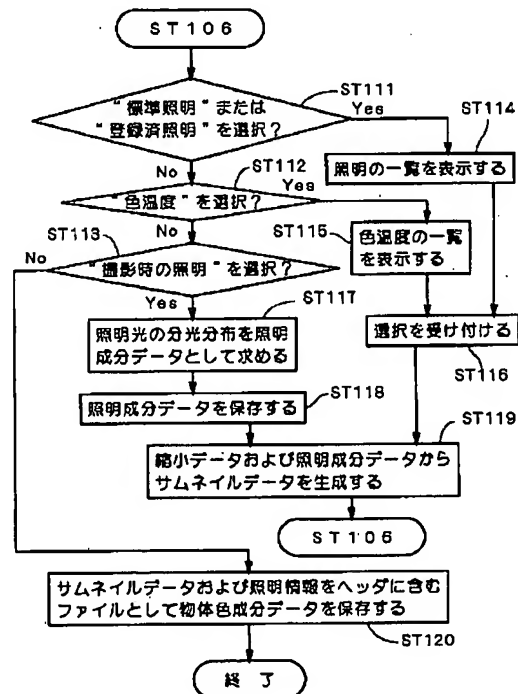 ST106
ST111
“標準照明”または
“登録済照明”を選択？
Yes
ST114
照明の一覧を表示する
No
ST112
Yes
“色温度”を選択？
ST113
No
ST115
色温度の一覧
を表示する
No
“撮影時の照明”を選択？
Yes
ST117
照明光の分光分布を照明
成分データとして求める
選択を受け付ける
ST116
ST118
照明成分データを保存する
ST119
縮小データおよび照明成分データから
サムネイルデータを生成する
ST106
サムネイルデータおよび照明情報をヘッダに含む
ファイルとして物体色成分データを保存する
ST120
終了